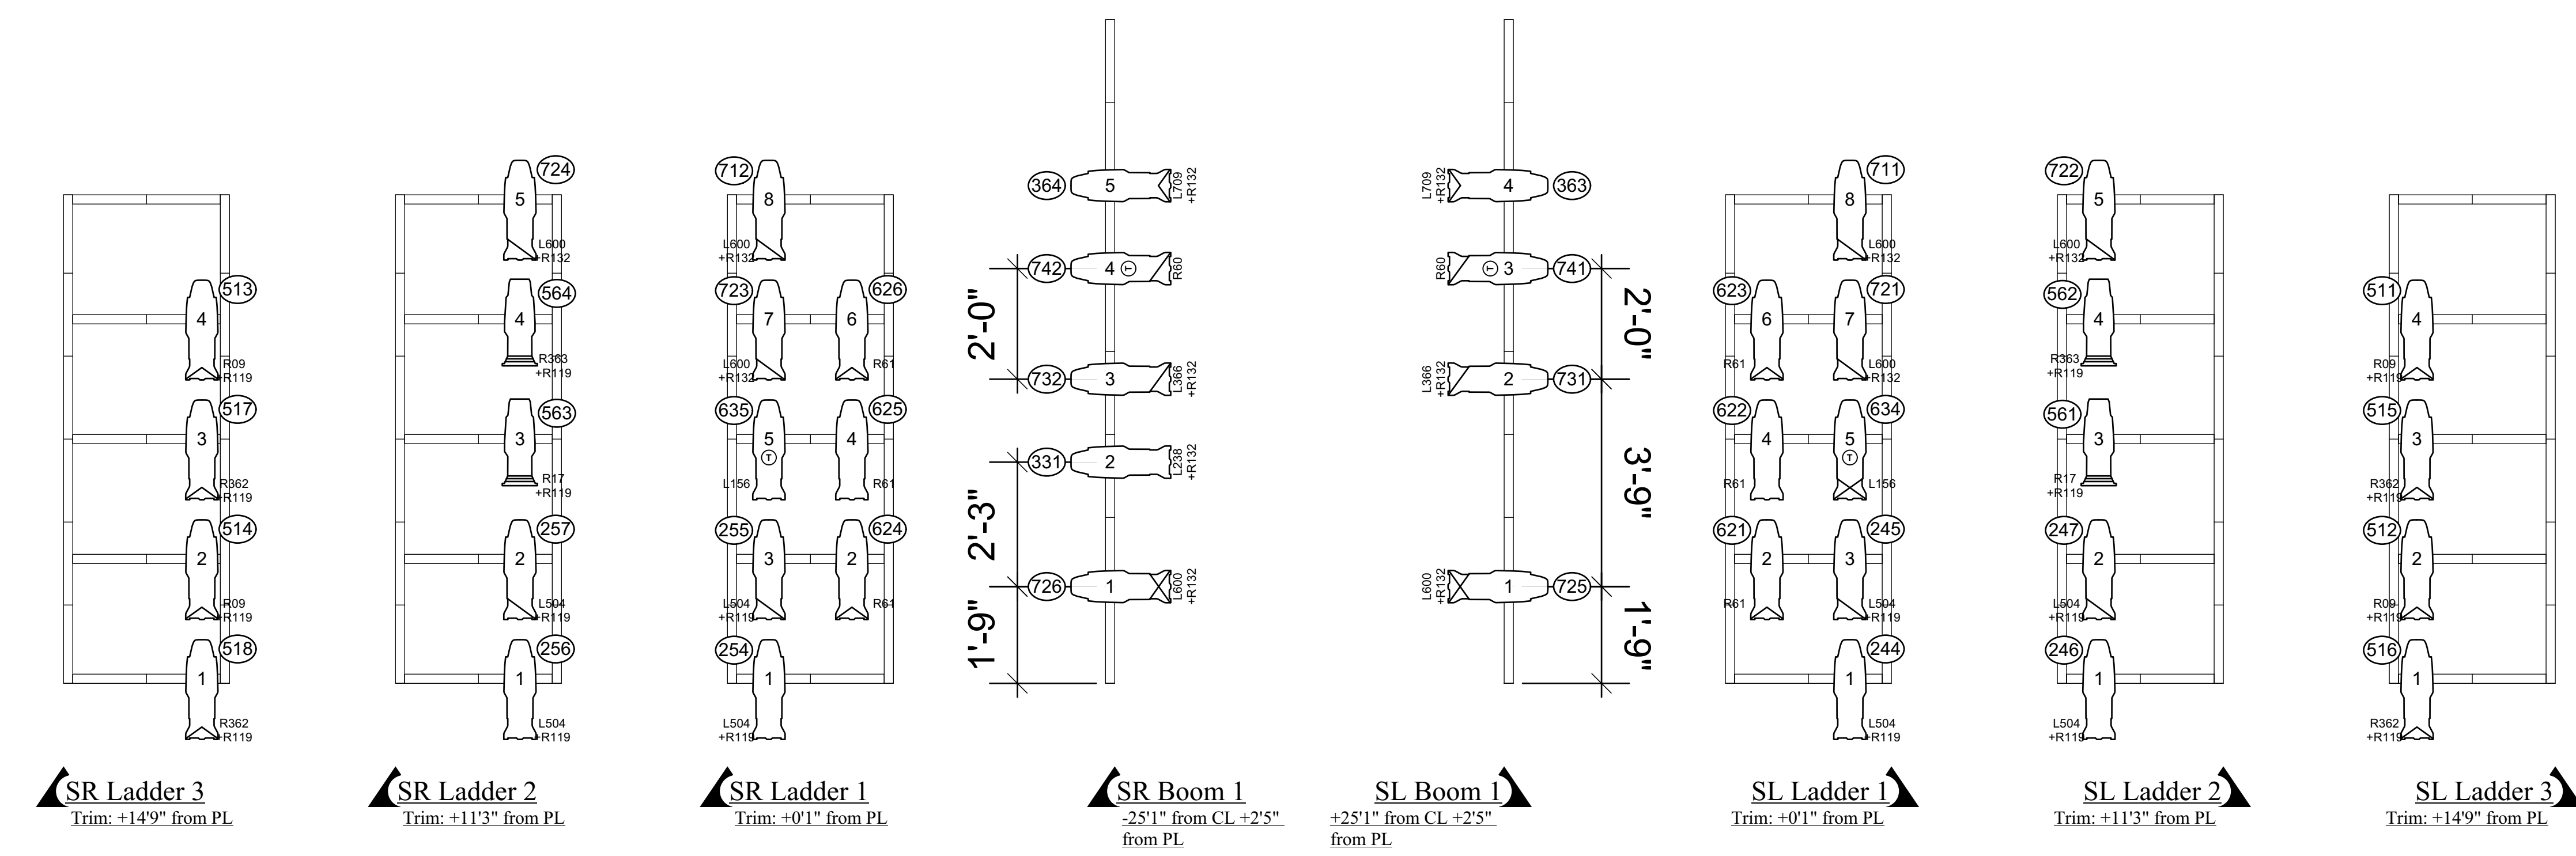 513
4
R09
+R119
517
3
R362
+R119
514
2
R09
+R119
518
1
R362
+R119
SR Ladder 3
Trim: +14'9" from PL
724
5
L600
+R132
564
4
R363
+R119
563
3
R17
+R119
257
2
L504
+R119
256
1
L504
+R119
SR Ladder 2
Trim: +11'3" from PL
712
8
L600
+R132
723
7
L600
+R132
6
626
R61
635
5
T
L156
4
625
R61
255
3
L504
+R119
2
624
R61
254
1
L504
+R119
SR Ladder 1
Trim: +0'1" from PL
364
5
L709
+R132
742
4
T
R60
2'-0"
732
3
L366
+R132
331
2
L238
+R132
2'-3"
726
1
L600
+R132
1'-9"
SR Boom 1
-25'1" from CL +2'5"
from PL
L709
+R132
4
363
R60
T
3
741
2'-0"
L366
+R132
2
731
3'-9"
L600
+R132
1
725
1'-9"
SL Boom 1
+25'1" from CL +2'5"
from PL
8
711
L600
+R132
623
6
R61
7
721
L600
+R132
622
4
R61
5
T
634
L156
621
2
R61
3
245
L504
+R119
1
244
L504
+R119
SL Ladder 1
Trim: +0'1" from PL
722
5
L600
+R132
562
4
R363
+R119
561
3
R17
+R119
247
2
L504
+R119
246
1
L504
+R119
SL Ladder 2
Trim: +11'3" from PL
511
4
R09
+R119
515
3
R362
+R119
512
2
R09
+R119
516
1
R362
+R119
SL Ladder 3
Trim: +14'9" from PL